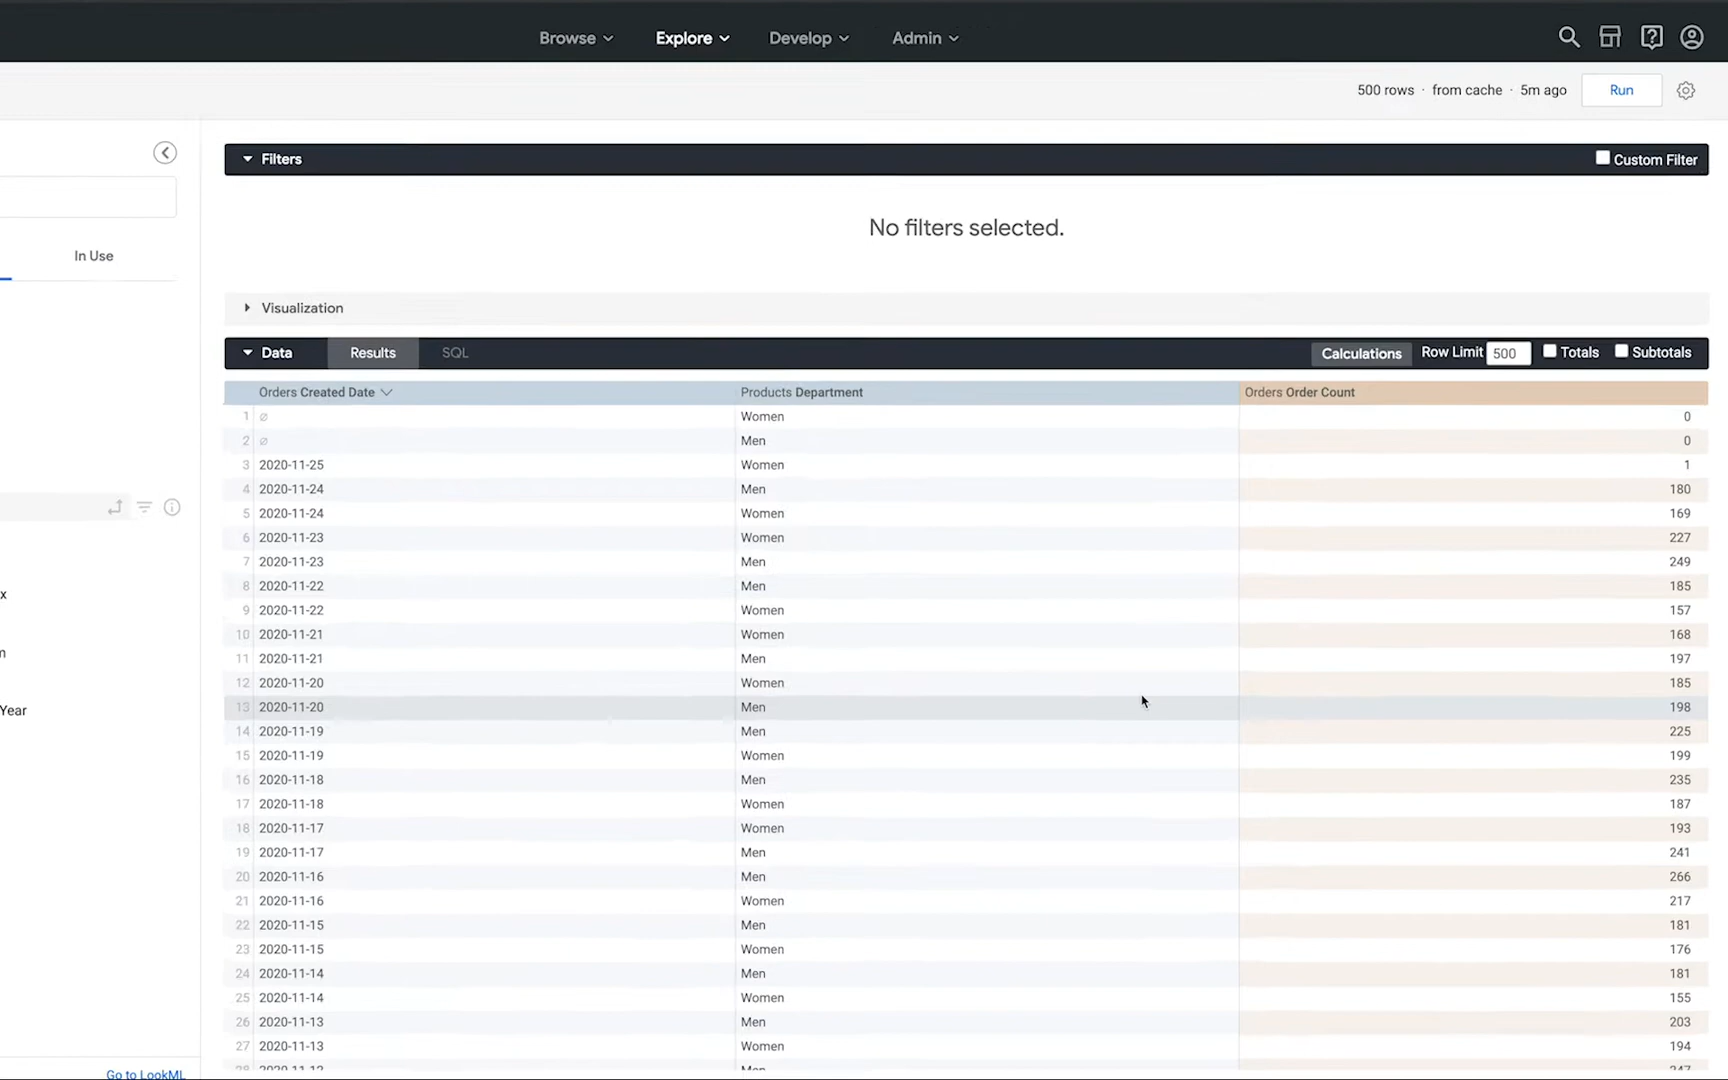 Browse Explore Develop Admin
500 rows · from cache · 5m ago Run
Filters Custom Filter
No filters selected.
In Use
Visualization
Data Results SQL Calculations Row Limit 500 Totals Subtotals
Orders Created Date Products Department Orders Order Count
1 ∅ Women 0
2 ∅ Men 0
3 2020-11-25 Women 1
4 2020-11-24 Men 180
5 2020-11-24 Women 169
6 2020-11-23 Women 227
7 2020-11-23 Men 249
8 2020-11-22 Men 185
x
9 2020-11-22 Women 157
10 2020-11-21 Women 168
m
11 2020-11-21 Men 197
12 2020-11-20 Women 185
13 2020-11-20 Men 198
Year
14 2020-11-19 Men 225
15 2020-11-19 Women 199
16 2020-11-18 Men 235
17 2020-11-18 Women 187
18 2020-11-17 Women 193
19 2020-11-17 Men 241
20 2020-11-16 Men 266
21 2020-11-16 Women 217
22 2020-11-15 Men 181
23 2020-11-15 Women 176
24 2020-11-14 Men 181
25 2020-11-14 Women 155
26 2020-11-13 Men 203
27 2020-11-13 Women 194
28 2020-11-12 Men 247
Go to LookML